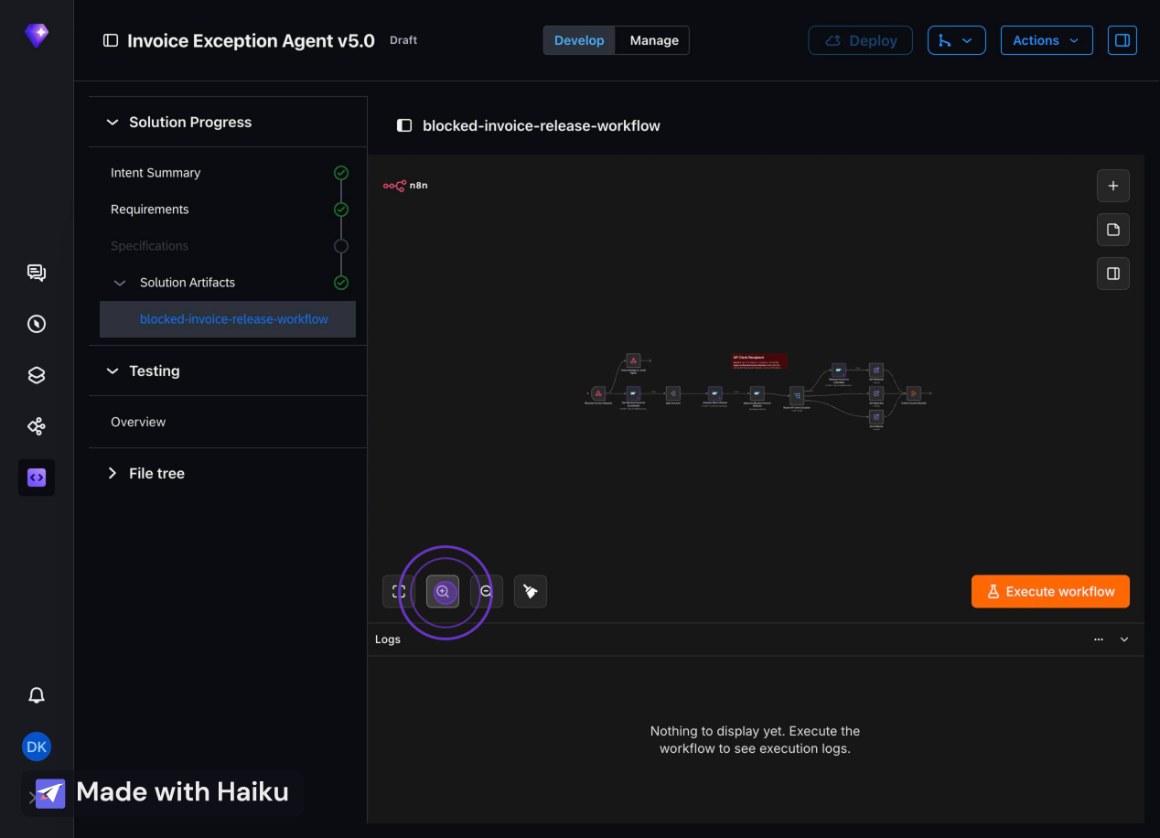 Invoice Exception Agent v5.0
Draft
Develop
Manage
Deploy
Actions
Solution Progress
Intent Summary
Requirements
Specifications
Solution Artifacts
blocked-invoice-release-workflow
Testing
Overview
File tree
blocked-invoice-release-workflow
n8n
Execute workflow
Logs
Nothing to display yet. Execute the
workflow to see execution logs.
DK
Made with Haiku